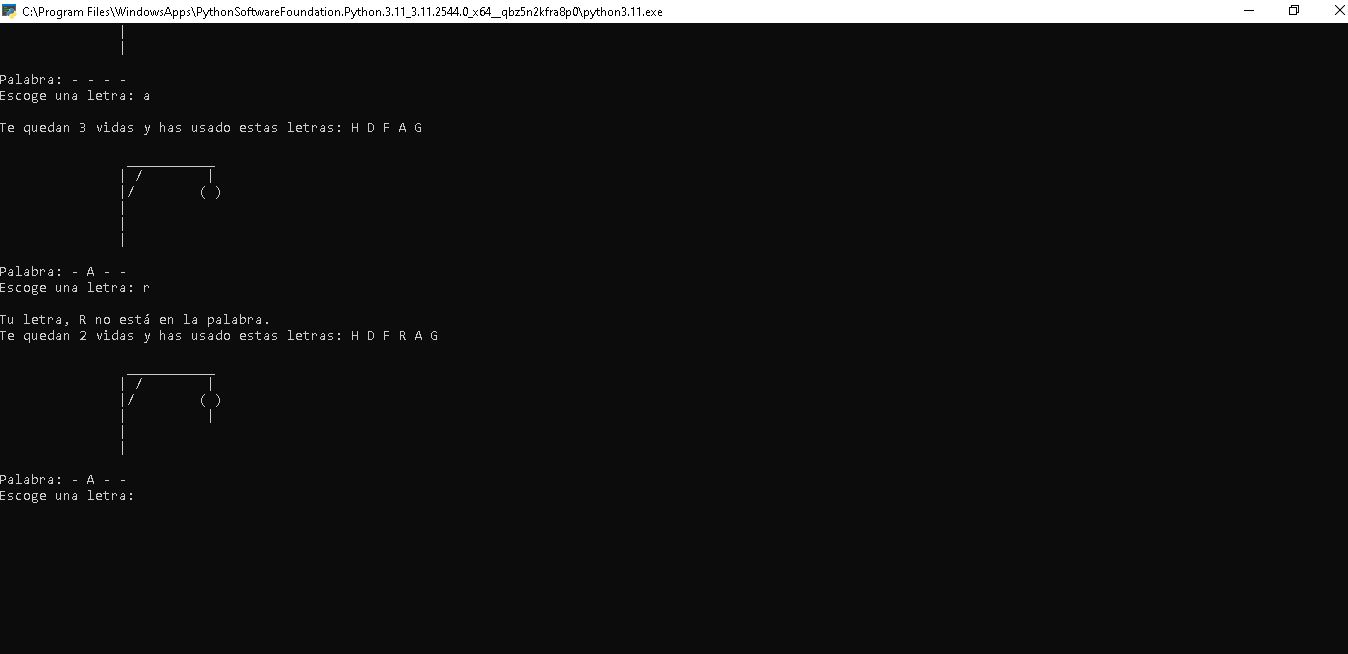 C:\Program Files\WindowsApps\PythonSoftwareFoundation.Python.3.11_3.11.2544.0_x64__qbz5n2kfra8p0\python3.11.exe
Palabra: - - - -
Escoge una letra: a
Te quedan 3 vidas y has usado estas letras: H D F A G
Palabra: - A - -
Escoge una letra: r
Tu letra, R no está en la palabra.
Te quedan 2 vidas y has usado estas letras: H D F R A G
Palabra: - A - -
Escoge una letra: